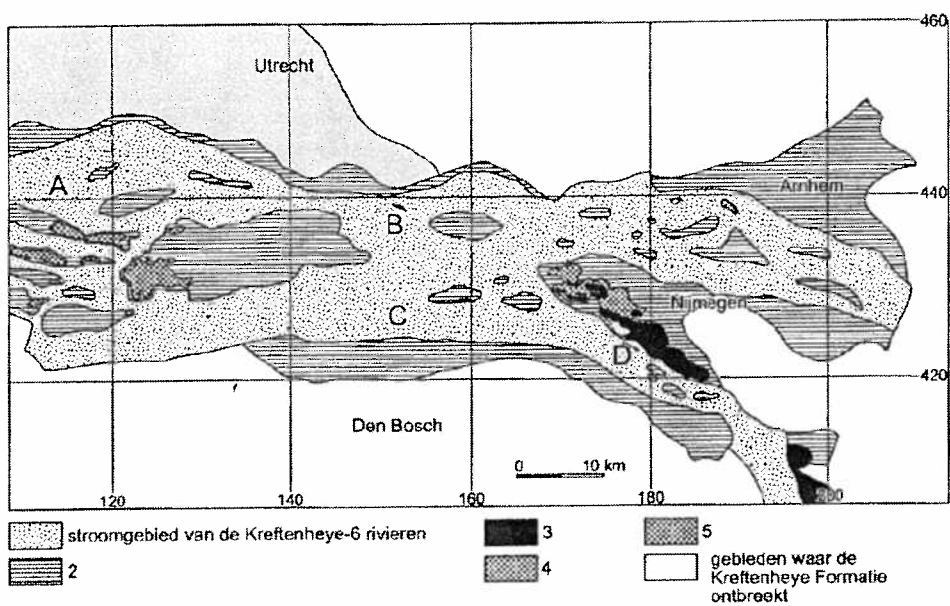 460
Utrecht
A
Arnhem
440
B
Nijmegen
C
D
420
Den Bosch
0 10 km
120 140 160 180 200
stroomgebied van de Kreftenheye-6 rivieren
2
3
4
5
gebieden waar de
Kreftenheye Formatie
ontbreekt